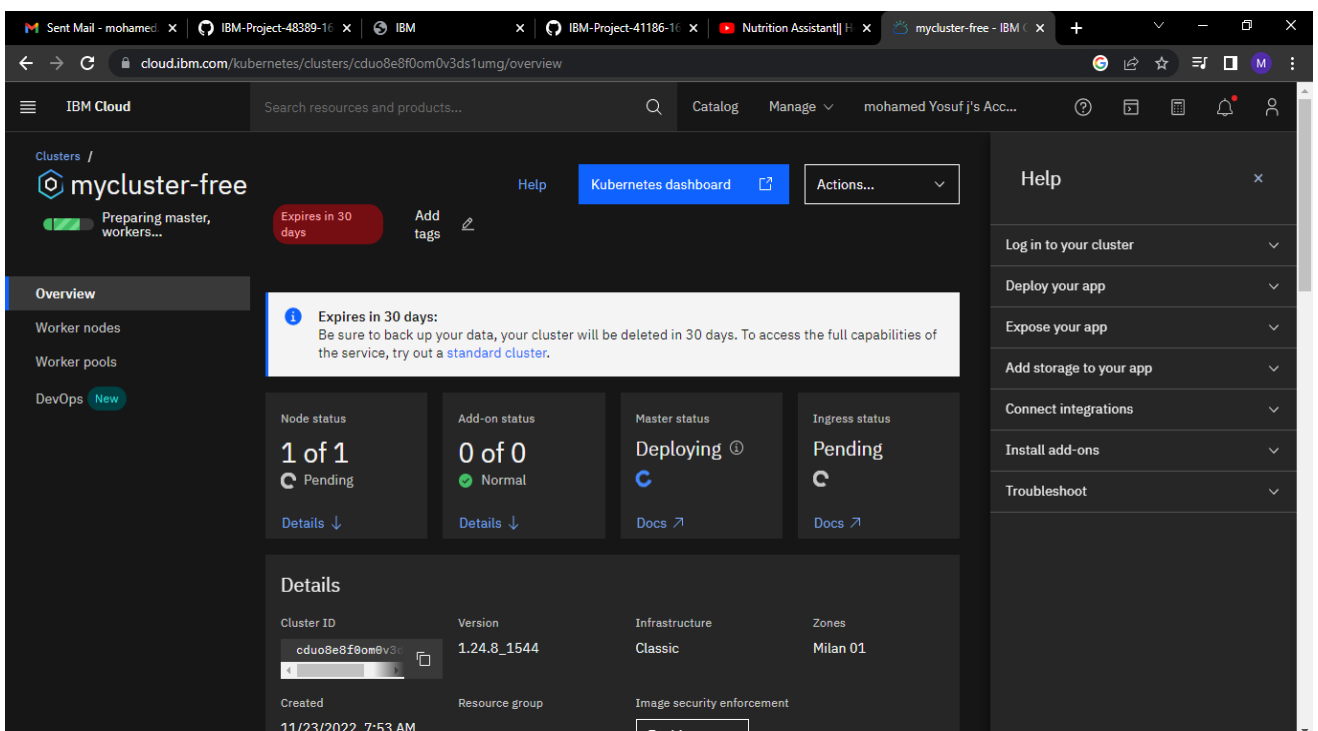 Sent Mail - mohamed
IBM-Project-48389-16
IBM
IBM-Project-41186-16
Nutrition Assistant|| H
mycluster-free - IBM C
cloud.ibm.com/kubernetes/clusters/cduo8e8f0om0v3ds1umg/overview
M
IBM Cloud
Search resources and products...
Catalog
Manage
mohamed Yosuf j's Acc...
Clusters /
mycluster-free
Help
Kubernetes dashboard
Actions...
Preparing master,
workers...
Expires in 30
days
Add
tags
Overview
Worker nodes
Worker pools
DevOps New
Expires in 30 days:
Be sure to back up your data, your cluster will be deleted in 30 days. To access the full capabilities of
the service, try out a standard cluster.
Node status
1 of 1
Pending
Details ↓
Add-on status
0 of 0
Normal
Details ↓
Master status
Deploying
Docs ↗
Ingress status
Pending
Docs ↗
Details
Cluster ID
cduo8e8f0om0v3d
Version
1.24.8_1544
Infrastructure
Classic
Zones
Milan 01
Created
11/23/2022, 7:53 AM
Resource group
Image security enforcement
Help
Log in to your cluster
Deploy your app
Expose your app
Add storage to your app
Connect integrations
Install add-ons
Troubleshoot